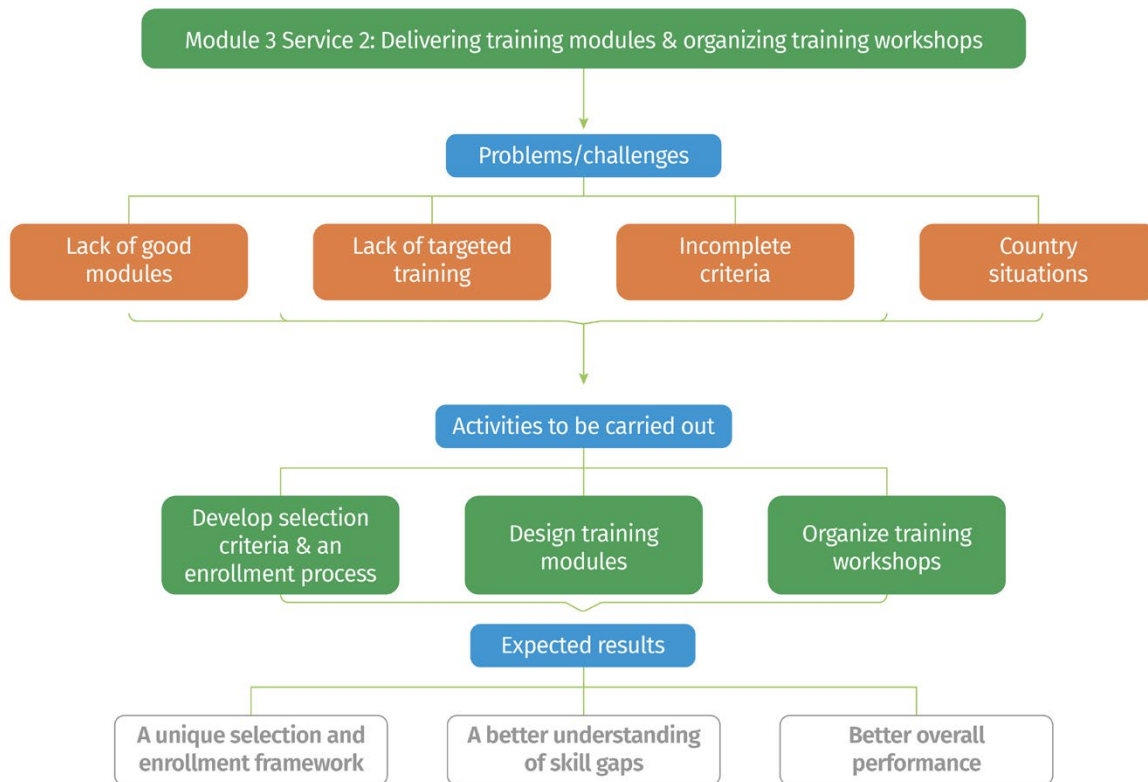 Module 3 Service 2: Delivering training modules & organizing training workshops
Problems/challenges
Lack of good
modules
Lack of targeted
training
Incomplete
criteria
Country
situations
Activities to be carried out
Develop selection
criteria & an
enrollment process
Design training
modules
Organize training
workshops
Expected results
A unique selection and
enrollment framework
A better understanding
of skill gaps
Better overall
performance